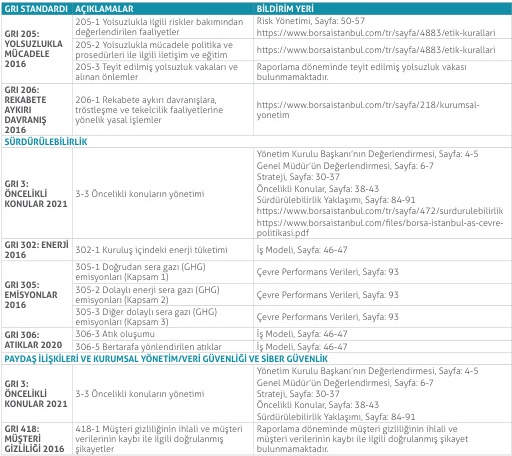 GRI STANDARDI AÇIKLAMALAR BİLDİRİM YERİ
GRI 205:
YOLSUZLUKLA
MÜCADELE
2016
205-1 Yolsuzlukla ilgili riskler bakımından
değerlendirilen faaliyetler
Risk Yönetimi, Sayfa: 50-57
https://www.borsaistanbul.com/tr/sayfa/4883/etik-kurallari
205-2 Yolsuzlukla mücadele politika ve
prosedürleri ile ilgili iletişim ve eğitim
https://www.borsaistanbul.com/tr/sayfa/4883/etik-kurallari
205-3 Teyit edilmiş yolsuzluk vakaları ve
alınan önlemler
Raporlama döneminde teyit edilmiş yolsuzluk vakası
bulunmamaktadır.
GRI 206:
REKABETE
AYKIRI
DAVRANIŞ
2016
206-1 Rekabete aykırı davranışlara,
tröstleşme ve tekelcilik faaliyetlerine
yönelik yasal işlemler
https://www.borsaistanbul.com/tr/sayfa/218/kurumsal-
yonetim
SÜRDÜRÜLEBİLİRLİK
GRI 3:
ÖNCELİKLİ
KONULAR 2021
3-3 Öncelikli konuların yönetimi
Yönetim Kurulu Başkanı'nın Değerlendirmesi, Sayfa: 4-5
Genel Müdür'ün Değerlendirmesi, Sayfa: 6-7
Strateji, Sayfa: 30-37
Öncelikli Konular, Sayfa: 38-43
Sürdürülebilirlik Yaklaşımı, Sayfa: 84-91
https://www.borsaistanbul.com/tr/sayfa/472/surdurulebilirlik
https://www.borsaistanbul.com/files/borsa-istanbul-as-cevre-
politikasi.pdf
GRI 302: ENERJİ
2016
302-1 Kuruluş içindeki enerji tüketimi
İş Modeli, Sayfa: 46-47
GRI 305:
EMİSYONLAR
2016
305-1 Doğrudan sera gazı (GHG)
emisyonları (Kapsam 1)
Çevre Performans Verileri, Sayfa: 93
305-2 Dolaylı enerji sera gazı (GHG)
emisyonları (Kapsam 2)
Çevre Performans Verileri, Sayfa: 93
305-3 Diğer dolaylı sera gazı (GHG)
emisyonları (Kapsam 3)
Çevre Performans Verileri, Sayfa: 93
GRI 306:
ATIKLAR 2020
306-3 Atık oluşumu
İş Modeli, Sayfa: 46-47
306-5 Bertarafa yönlendirilen atıklar
İş Modeli, Sayfa: 46-47
PAYDAŞ İLİŞKİLERİ VE KURUMSAL YÖNETİM/VERİ GÜVENLİĞİ VE SİBER GÜVENLİK
GRI 3:
ÖNCELİKLİ
KONULAR 2021
3-3 Öncelikli konuların yönetimi
Yönetim Kurulu Başkanı'nın Değerlendirmesi, Sayfa: 4-5
Genel Müdür'ün Değerlendirmesi, Sayfa: 6-7
Strateji, Sayfa: 30-37
Öncelikli Konular, Sayfa: 38-43
Sürdürülebilirlik Yaklaşımı, Sayfa: 84-91
GRI 418:
MÜŞTERİ
GİZLİLİĞİ 2016
418-1 Müşteri gizliliğinin ihlali ve müşteri
verilerinin kaybı ile ilgili doğrulanmış
şikayetler
Raporlama döneminde müşteri gizliliğinin ihlali ve
müşteri verilerinin kaybı ile ilgili doğrulanmış şikayet
bulunmamaktadır.